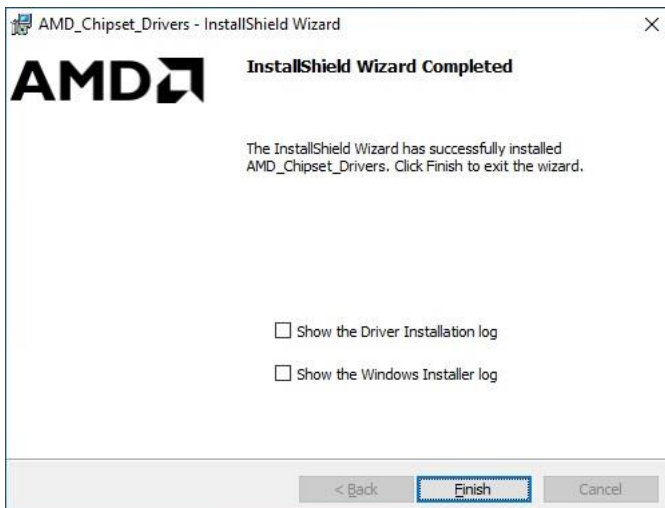 AMD_Chipset_Drivers - InstallShield Wizard
AMD
InstallShield Wizard Completed
The InstallShield Wizard has successfully installed
AMD_Chipset_Drivers. Click Finish to exit the wizard.
Show the Driver Installation log
Show the Windows Installer log
< Back
Finish
Cancel